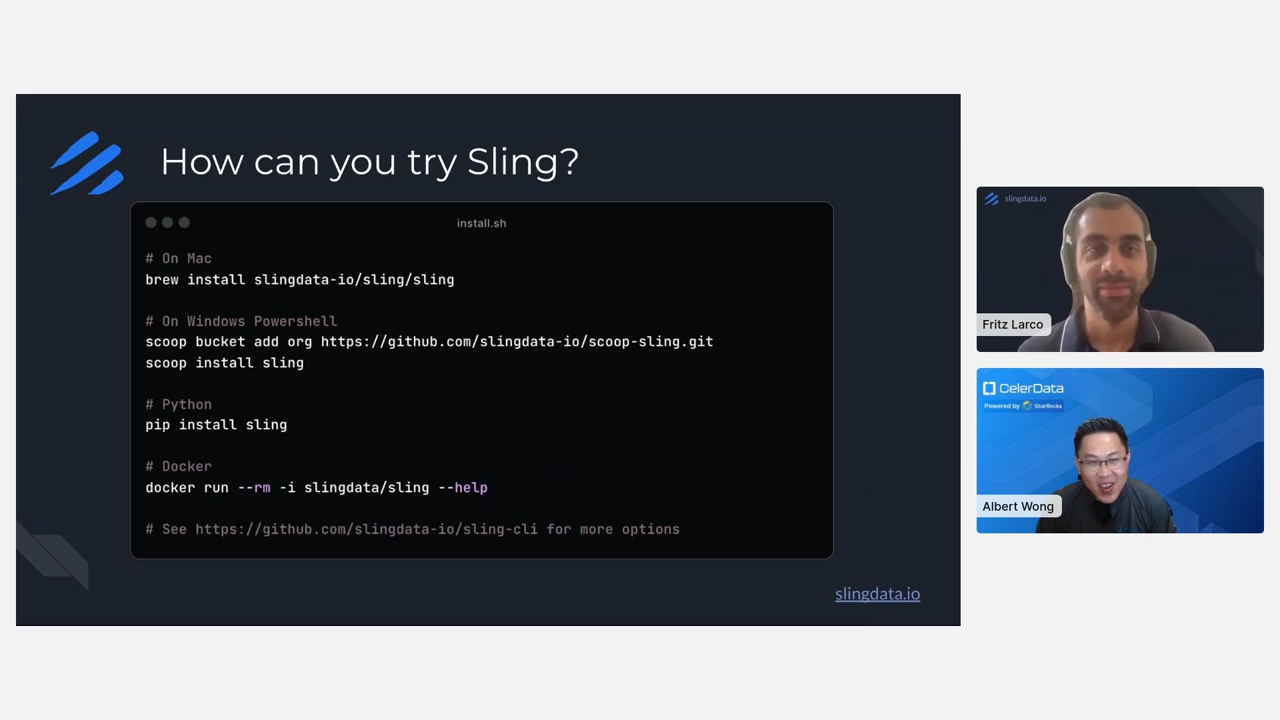 How can you try Sling?
install.sh
# On Mac
brew install slingdata-io/sling/sling
# On Windows Powershell
scoop bucket add org https://github.com/slingdata-io/scoop-sling.git
scoop install sling
# Python
pip install sling
# Docker
docker run --rm -i slingdata/sling --help
# See https://github.com/slingdata-io/sling-cli for more options
slingdata.io
slingdata.io
Fritz Larco
CelerData
Powered by StarRocks
Albert Wong